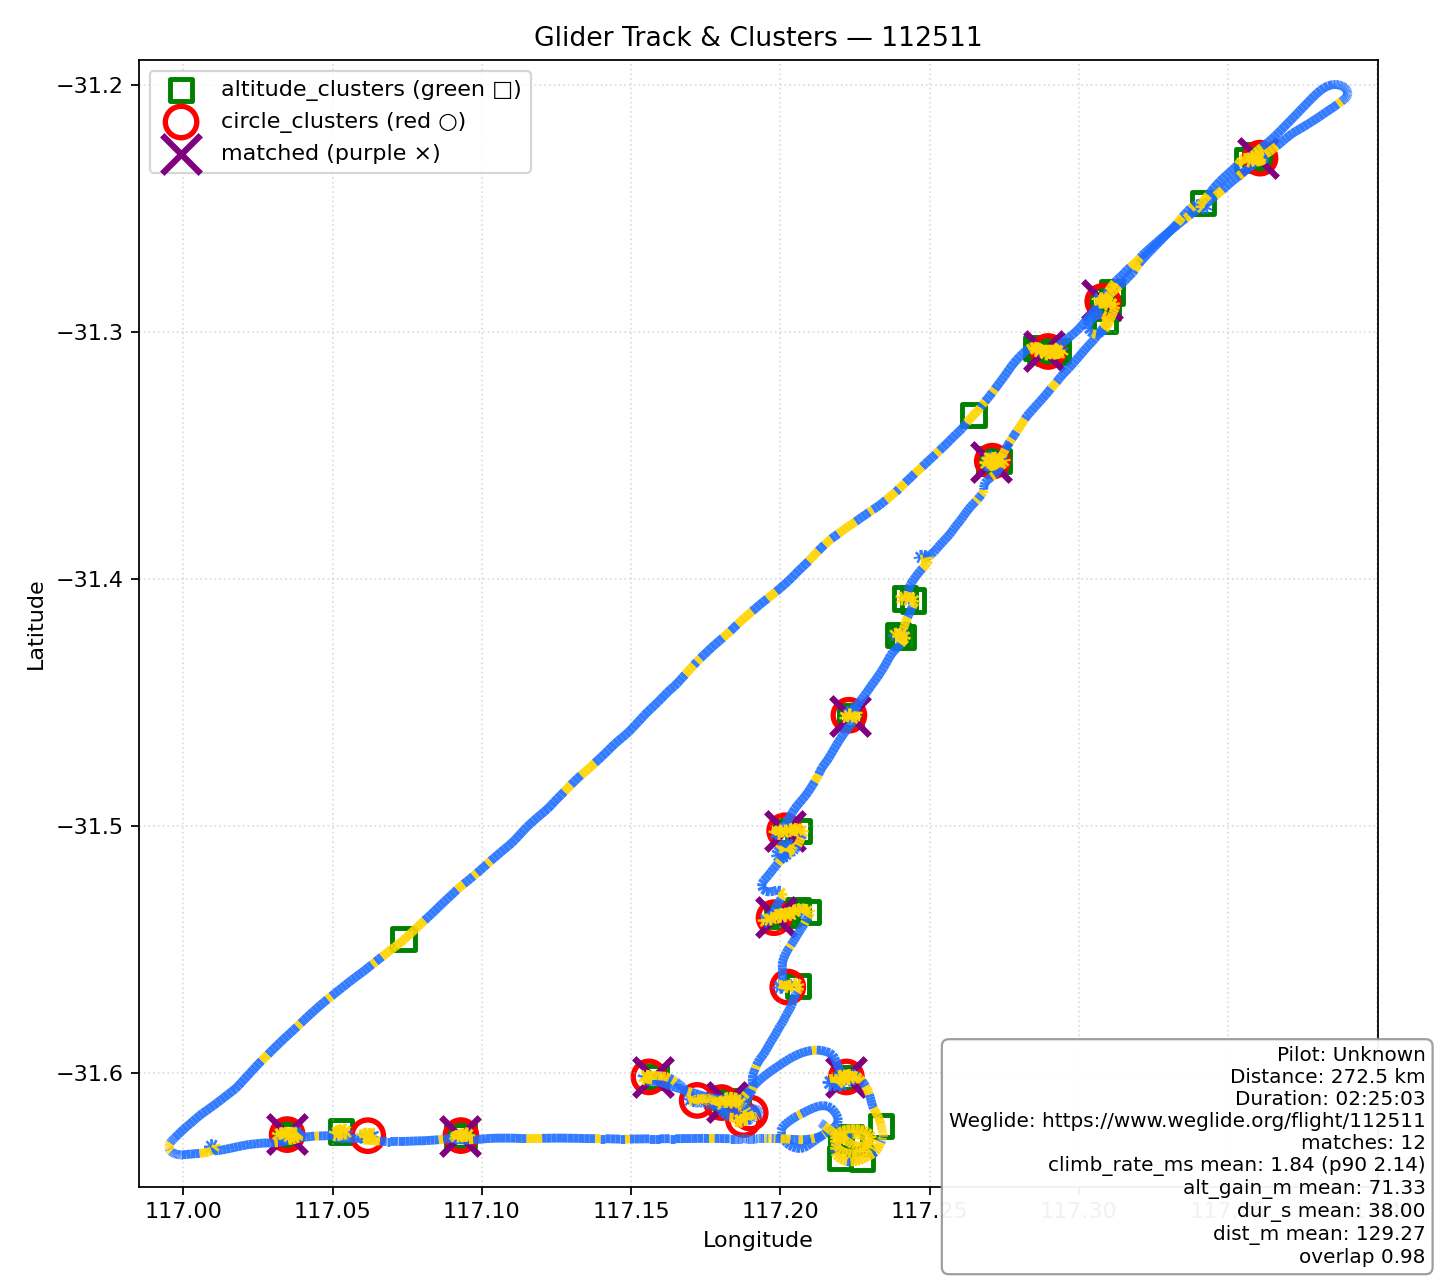 Glider Track & Clusters — 112511
altitude_clusters (green □)
circle_clusters (red ○)
matched (purple ×)
−31.2
−31.3
−31.4
−31.5
−31.6
Latitude
117.00
117.05
117.10
117.15
117.20
117.25
117.30
Longitude
Pilot: Unknown
Distance: 272.5 km
Duration: 02:25:03
Weglide: https://www.weglide.org/flight/112511
matches: 12
climb_rate_ms mean: 1.84 (p90 2.14)
alt_gain_m mean: 71.33
dur_s mean: 38.00
dist_m mean: 129.27
overlap 0.98